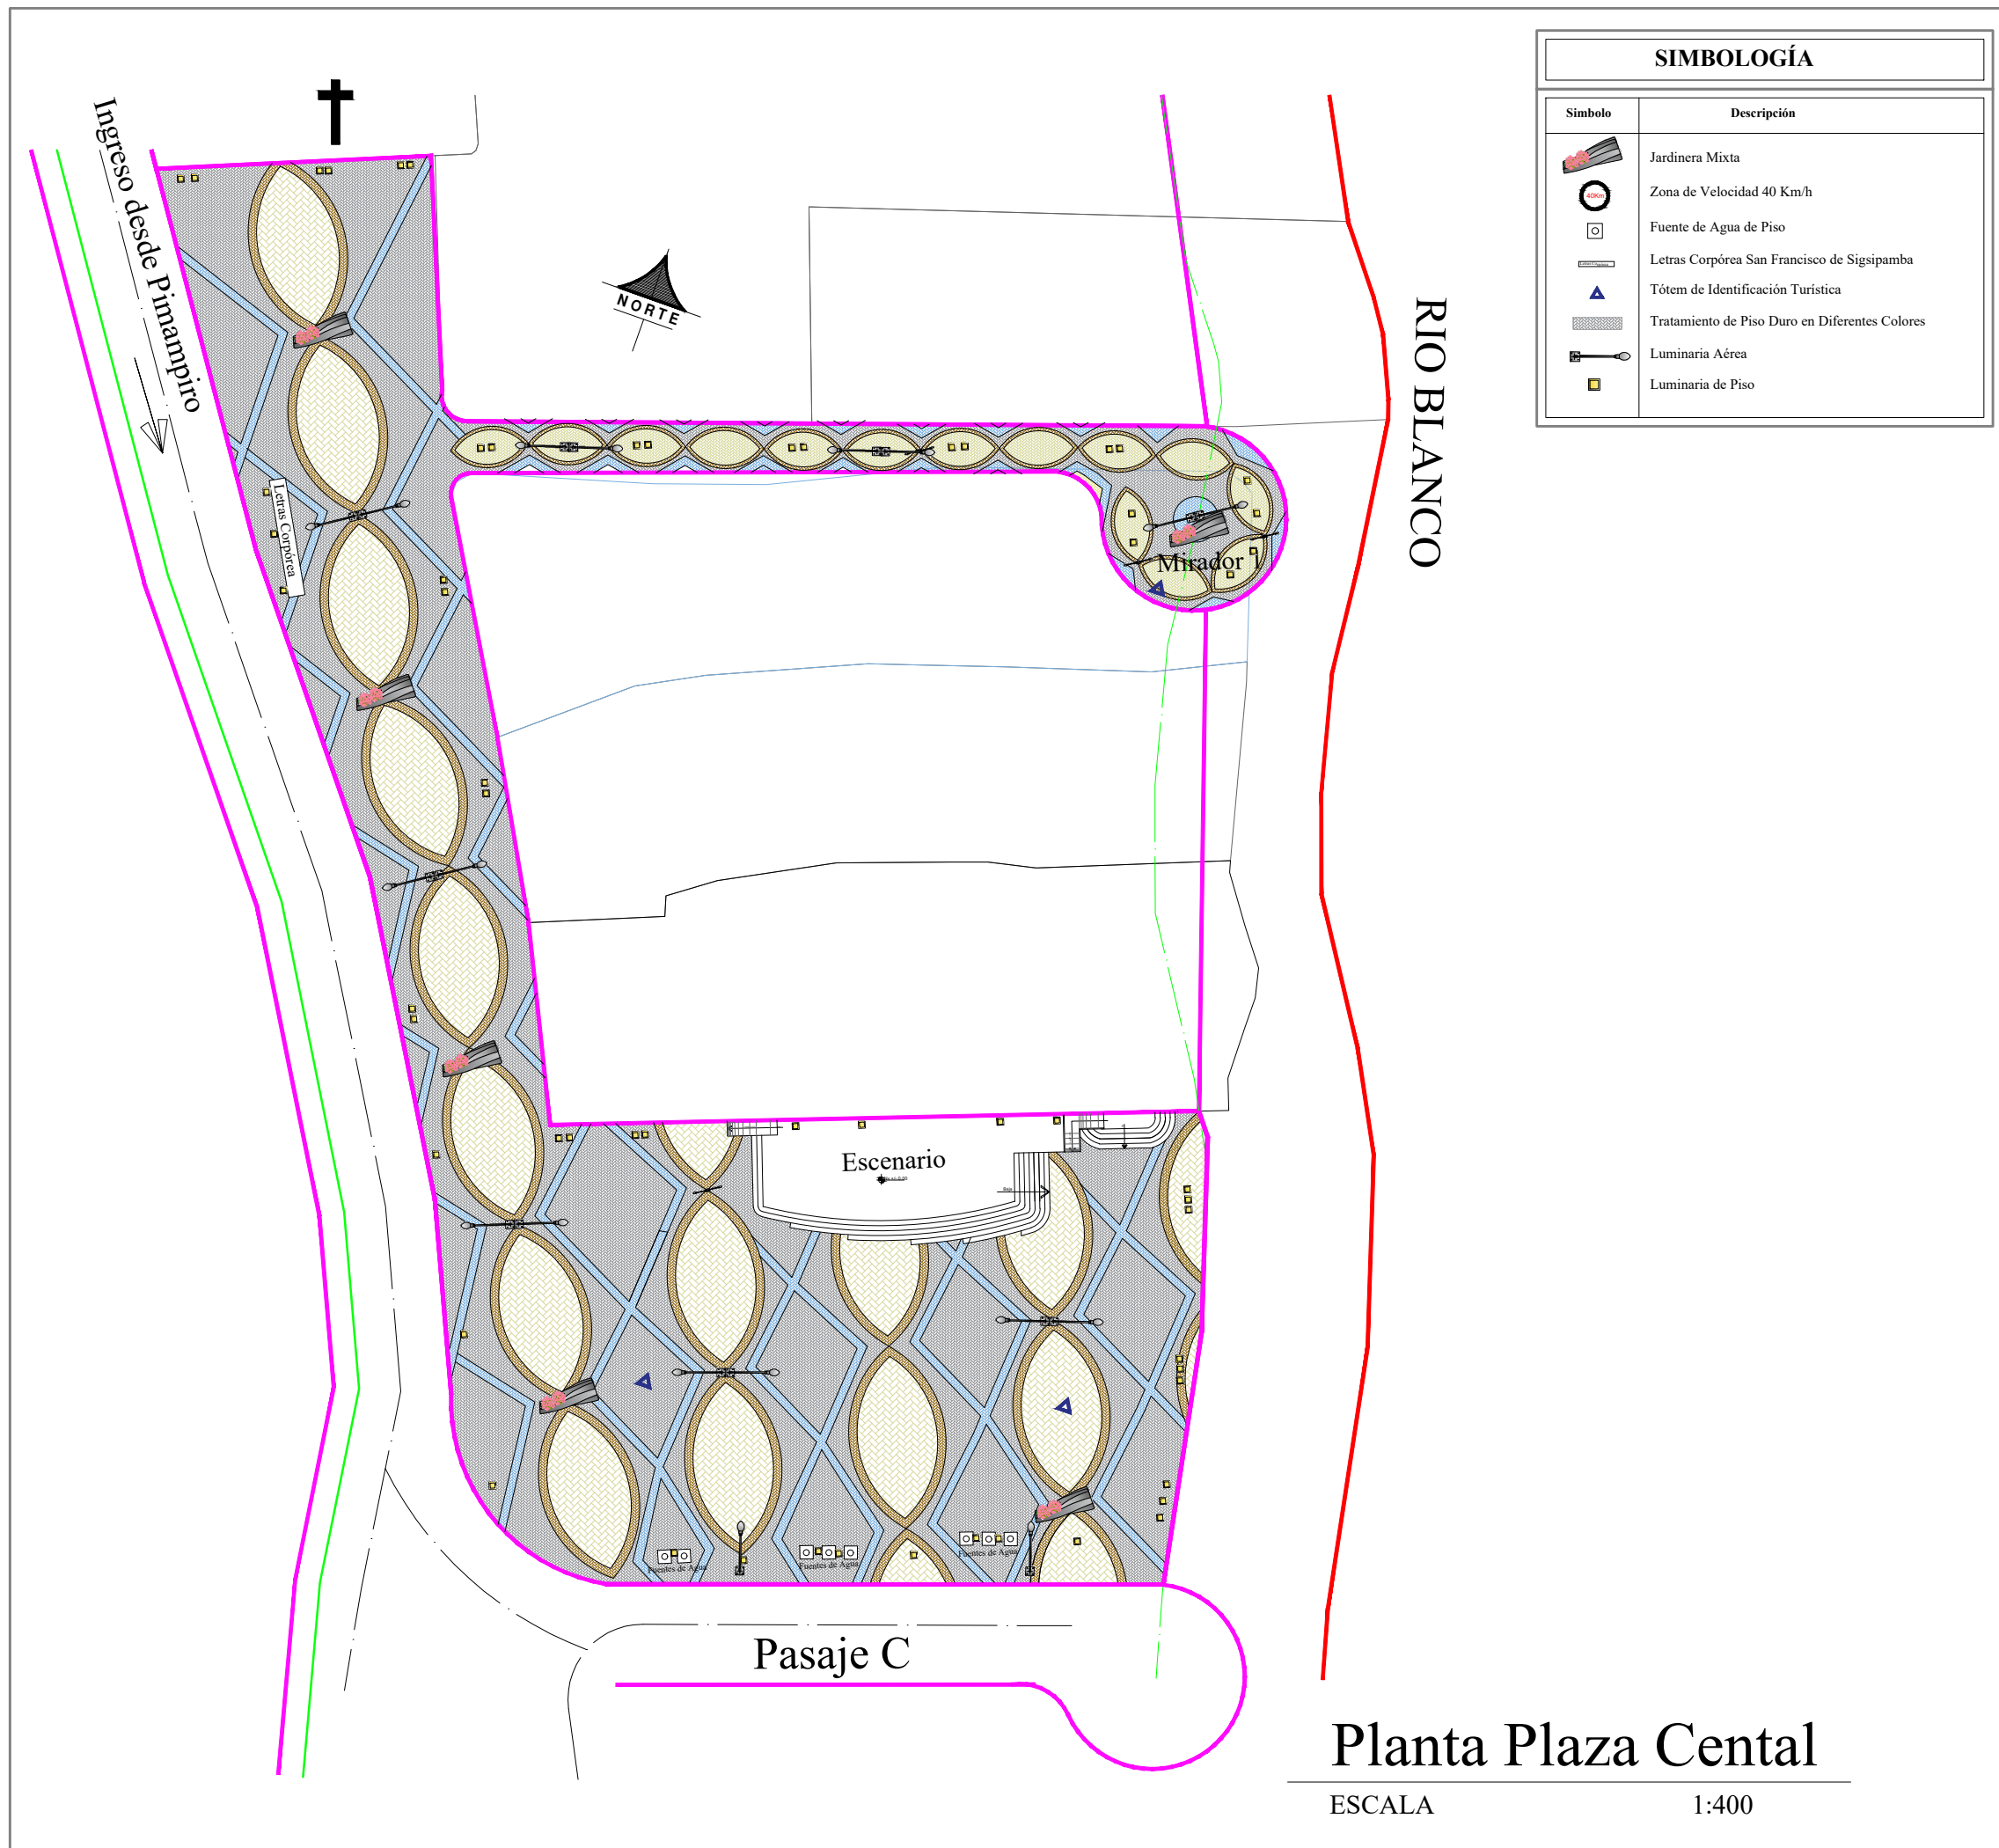 SIMBOLOGÍA
Simbolo Descripción
Jardinera Mixta
40Km Zona de Velocidad 40 Km/h
Fuente de Agua de Piso
Letras Corpórea San Francisco de Sigsipamba
Tótem de Identificación Turística
Tratamiento de Piso Duro en Diferentes Colores
Luminaria Aérea
Luminaria de Piso
Ingreso desde Pimampiro
NORTE
RIO BLANCO
Letras Corpórea
Mirador 1
Escenario
Fuentes de Agua
Fuentes de Agua
Fuentes de Agua
Pasaje C
Planta Plaza Cental
ESCALA 1:400